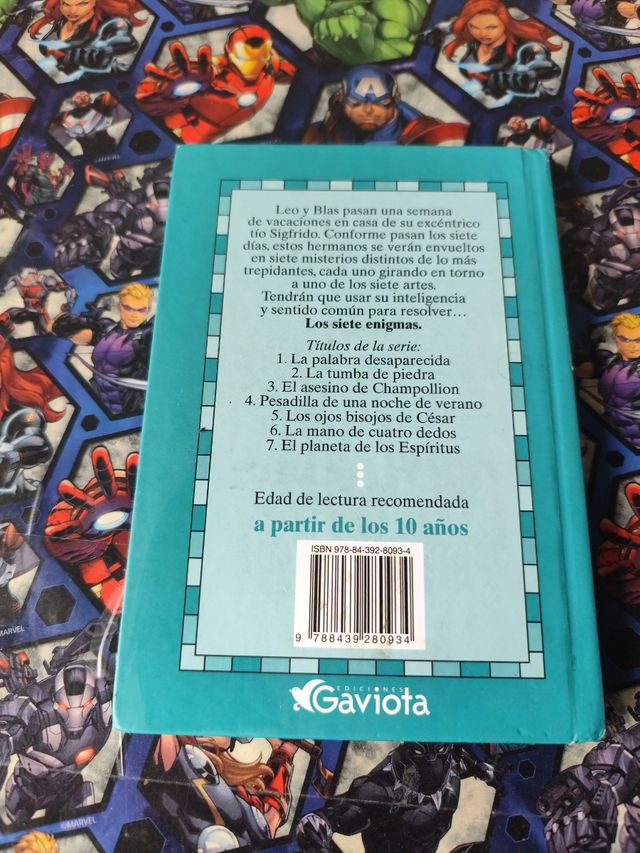 Leo y Blas pasan una semana
de vacaciones en casa de su excéntrico
tío Sigfrido. Conforme pasan los siete
días, estos hermanos se verán envueltos
en siete misterios distintos de lo más
trepidantes, cada uno girando en torno
a uno de los siete artes.
Tendrán que usar su inteligencia
y sentido común para resolver…
Los siete enigmas.
Títulos de la serie:
1. La palabra desaparecida
2. La tumba de piedra
3. El asesino de Champollion
4. Pesadilla de una noche de verano
5. Los ojos bisojos de César
6. La mano de cuatro dedos
7. El planeta de los Espíritus
Edad de lectura recomendada
a partir de los 10 años
ISBN 978-84-392-8093-4
9 788439 280934
EDICIONES
Gaviota
MARVEL
©MARVEL